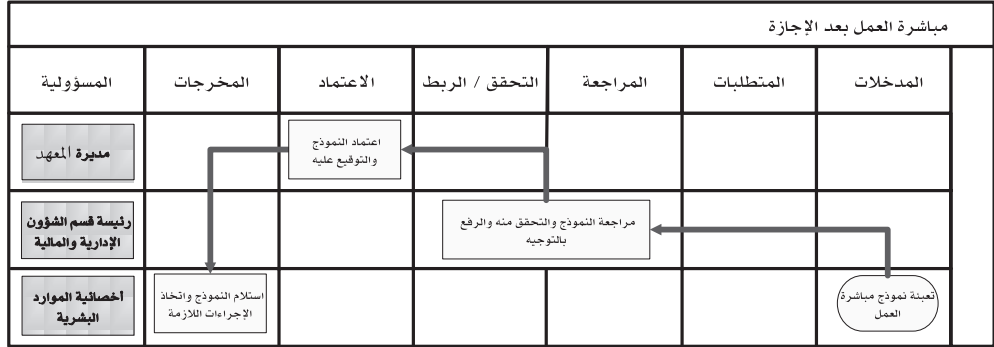 مباشرة العمل بعد الإجازة
المدخلات
المتطلبات
المراجعة
التحقق / الربط
الاعتماد
المخرجات
المسؤولية
اعتماد النموذج
والتوقيع عليه
مديرة المعهد
مراجعة النموذج والتحقق منه والرفع
بالتوجيه
رئيسة قسم الشؤون
الإدارية والمالية
تعبئة نموذج مباشرة
العمل
استلام النموذج واتخاذ
الإجراءات اللازمة
أخصائية الموارد
البشرية